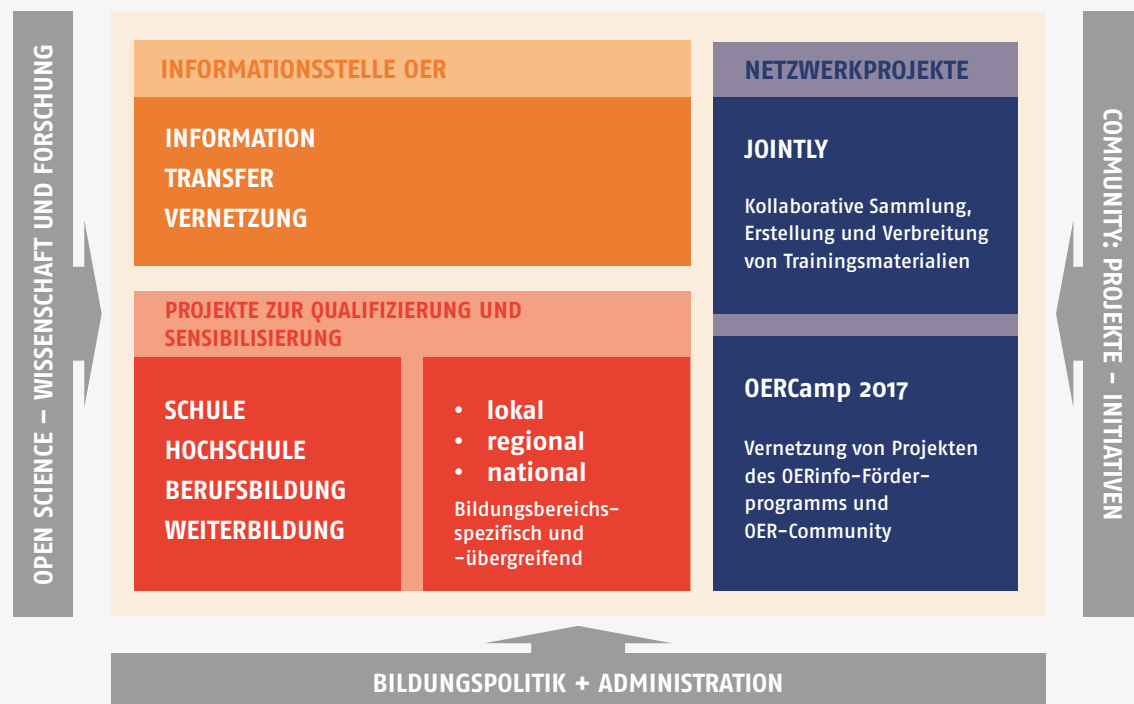 OPEN SCIENCE – WISSENSCHAFT UND FORSCHUNG
INFORMATIONSSTELLE OER
INFORMATION
TRANSFER
VERNETZUNG
PROJEKTE ZUR QUALIFIZIERUNG UND
SENSIBILISIERUNG
SCHULE
HOCHSCHULE
BERUFSBILDUNG
WEITERBILDUNG
• lokal
• regional
• national
Bildungsbereichs-
spezifisch und
-übergreifend
NETZWERKPROJEKTE
JOINTLY
Kollaborative Sammlung,
Erstellung und Verbreitung
von Trainingsmaterialien
OERCamp 2017
Vernetzung von Projekten
des OERinfo-Förder-
programms und
OER-Community
COMMUNITY: PROJEKTE – INITIATIVEN
BILDUNGSPOLITIK + ADMINISTRATION